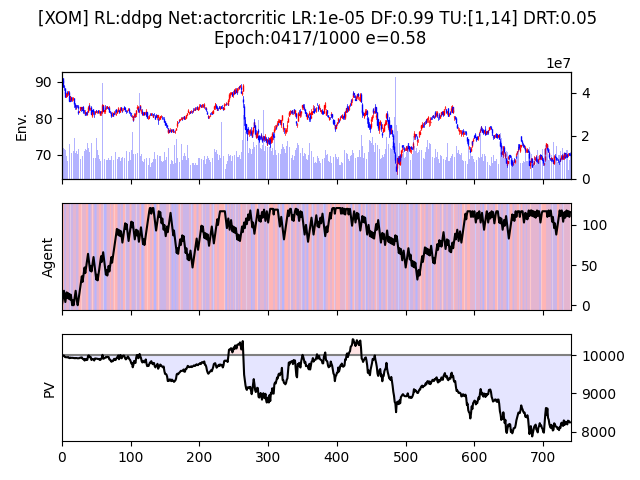 [XOM] RL:ddpg Net:actorcritic LR:1e-05 DF:0.99 TU:[1,14] DRT:0.05
Epoch:0417/1000 e=0.58
1e7
90
80
70
Env.
4
2
0
Agent
100
50
0
PV
10000
9000
8000
0 100 200 300 400 500 600 700